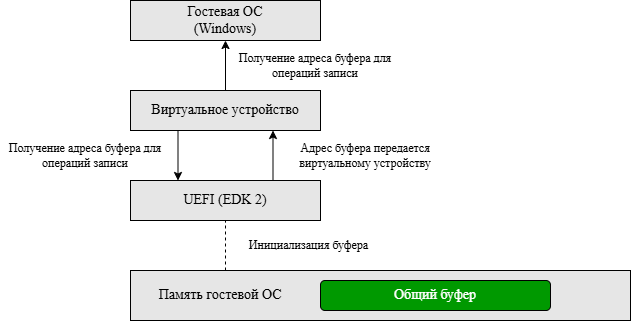 Гостевая ОС
(Windows)
Получение адреса буфера для
операций записи
Виртуальное устройство
Получение адреса буфера для
операций записи
Адрес буфера передается
виртуальному устройству
UEFI (EDK 2)
Инициализация буфера
Память гостевой ОС
Общий буфер